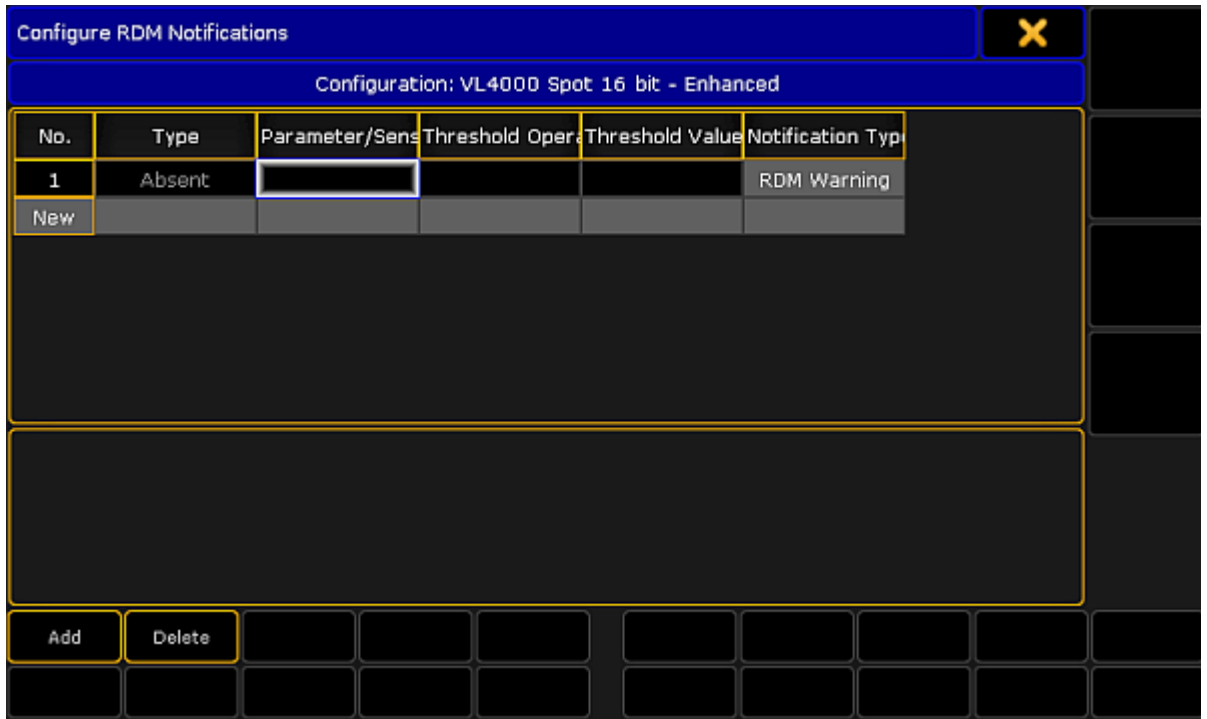 Configure RDM Notifications
Configuration: VL4000 Spot 16 bit - Enhanced
No. Type Parameter/Sens Threshold Opera Threshold Value Notification Typ
1 Absent RDM Warning
New
Add Delete